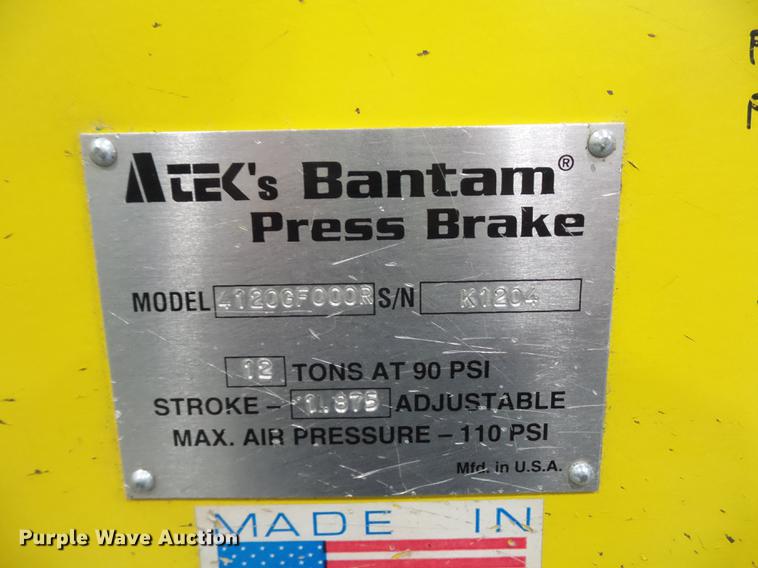 Atek's Bantam®
Press Brake
MODEL 4120GF000R S/N K1204
12 TONS AT 90 PSI
STROKE – 1.875 ADJUSTABLE
MAX. AIR PRESSURE – 110 PSI
Mfd. in U.S.A.
MADE IN
Purple Wave Auction